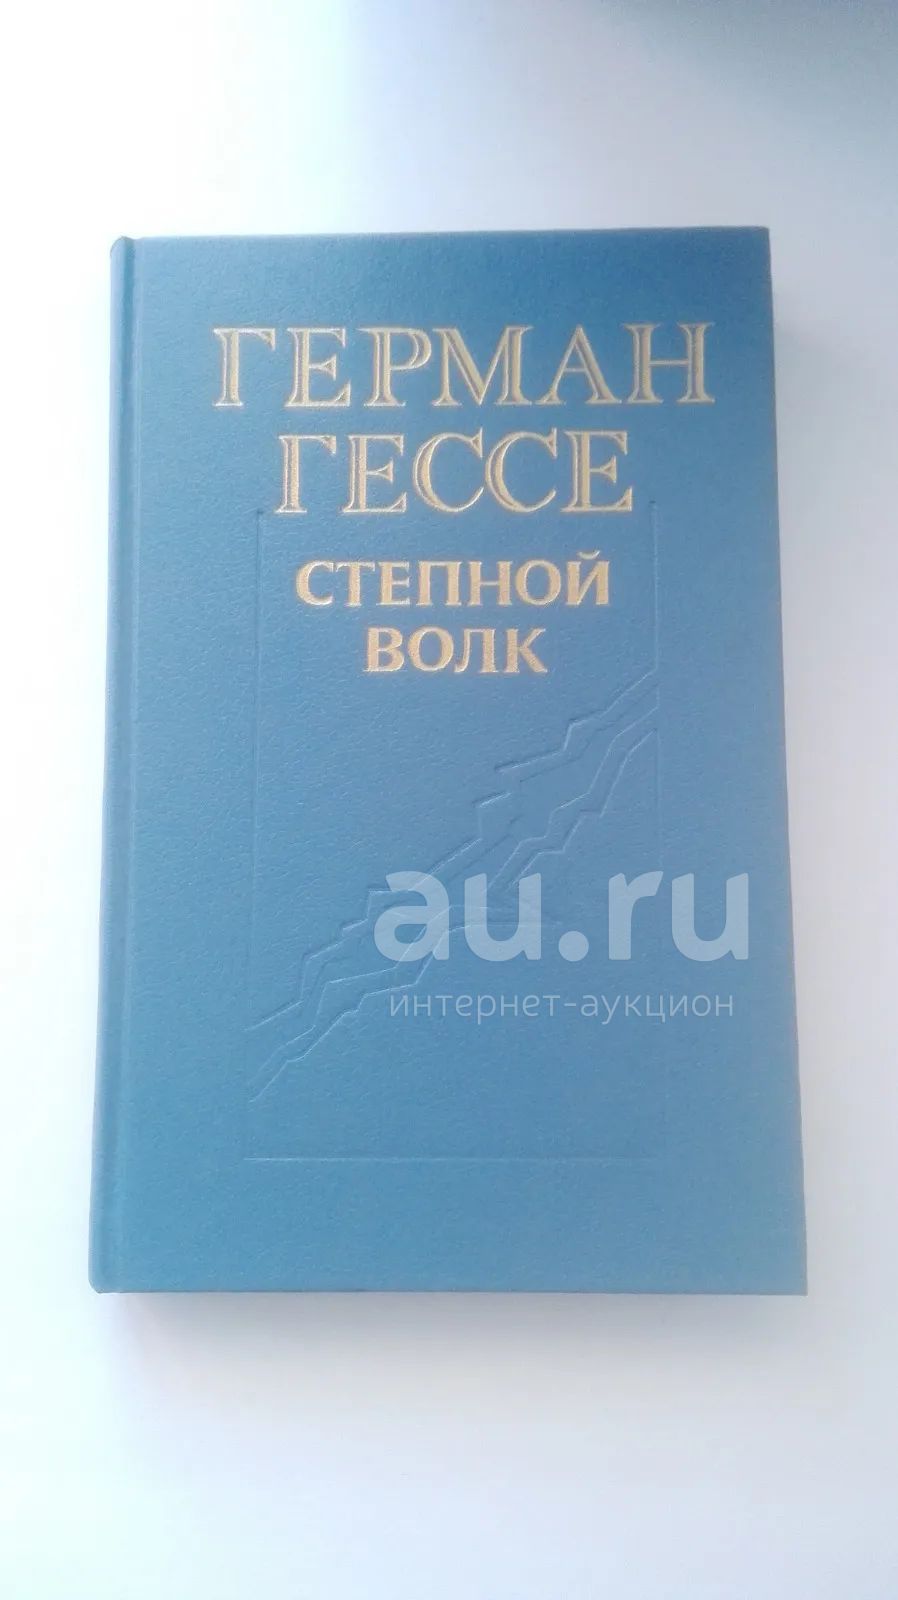 ГЕРМАН
ГЕССЕ
СТЕПНОЙ
ВОЛК
au.ru
интернет-аукцион